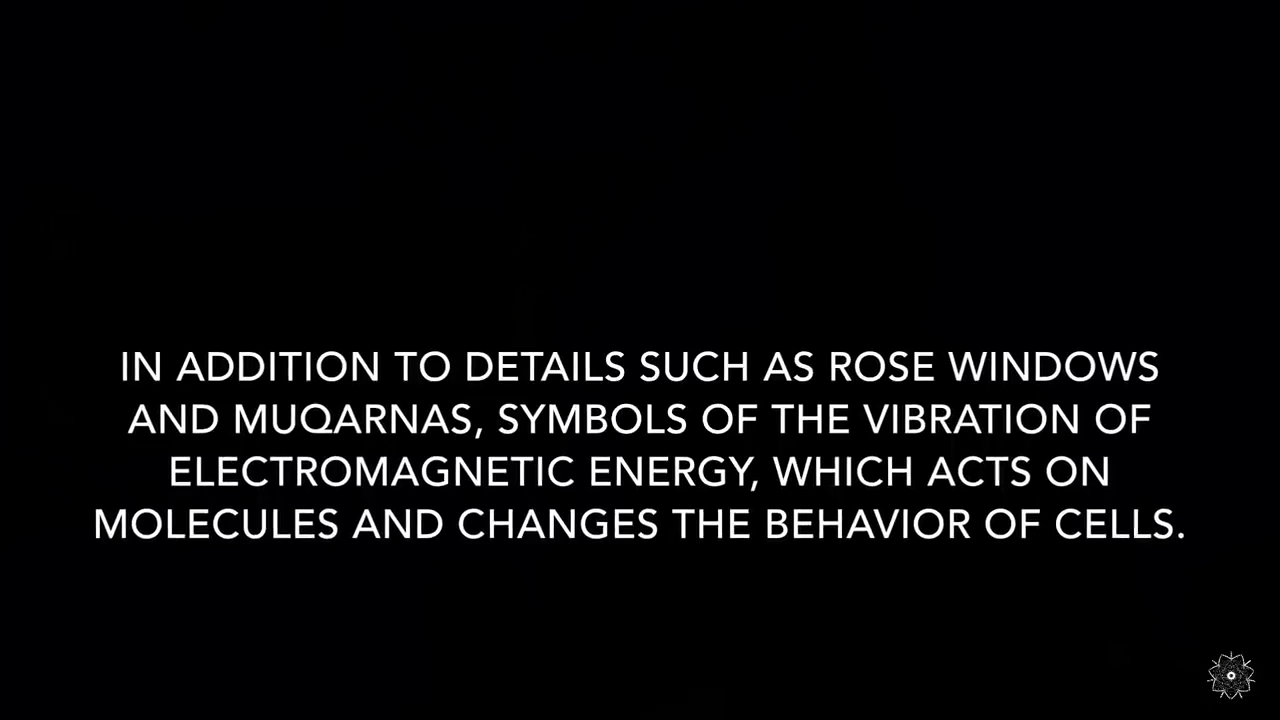 IN ADDITION TO DETAILS SUCH AS ROSE WINDOWS
AND MUQARNAS, SYMBOLS OF THE VIBRATION OF
ELECTROMAGNETIC ENERGY, WHICH ACTS ON
MOLECULES AND CHANGES THE BEHAVIOR OF CELLS.